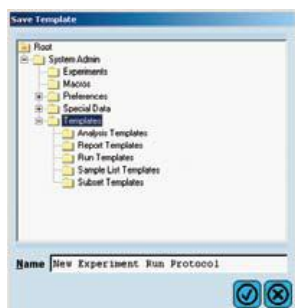 Save Template
Root
System Admin
Experiments
Macros
Preferences
Special Data
Templates
Analysis Templates
Report Templates
Run Templates
Sample List Templates
Subset Templates
Name New Experiment Run Protocol